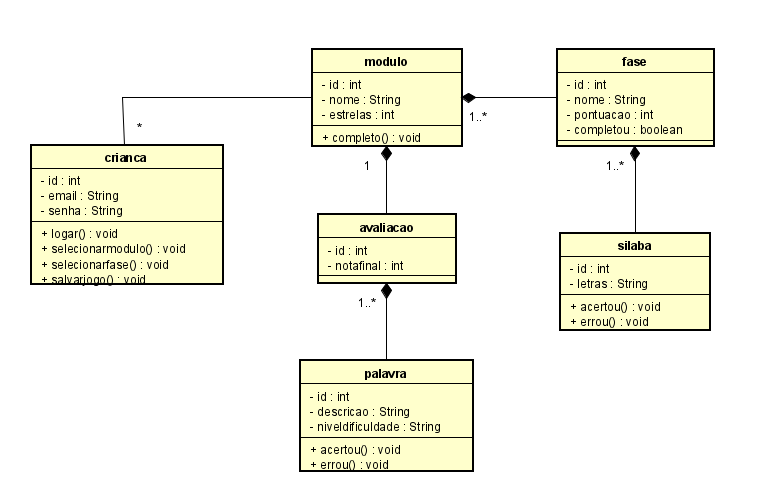 modulo
- id : int
- nome : String
- estrelas : int
+ completo() : void
1..*
1
fase
- id : int
- nome : String
- pontuacao : int
- completou : boolean
1..*
*
crianca
- id : int
- email : String
- senha : String
+ logar() : void
+ selecionarmodulo() : void
+ selecionarfase() : void
+ salvarjogo() : void
avaliacao
- id : int
- notafinal : int
1..*
silaba
- id : int
- letras : String
+ acertou() : void
+ errou() : void
palavra
- id : int
- descricao : String
- niveldificuldade : String
+ acertou() : void
+ errou() : void